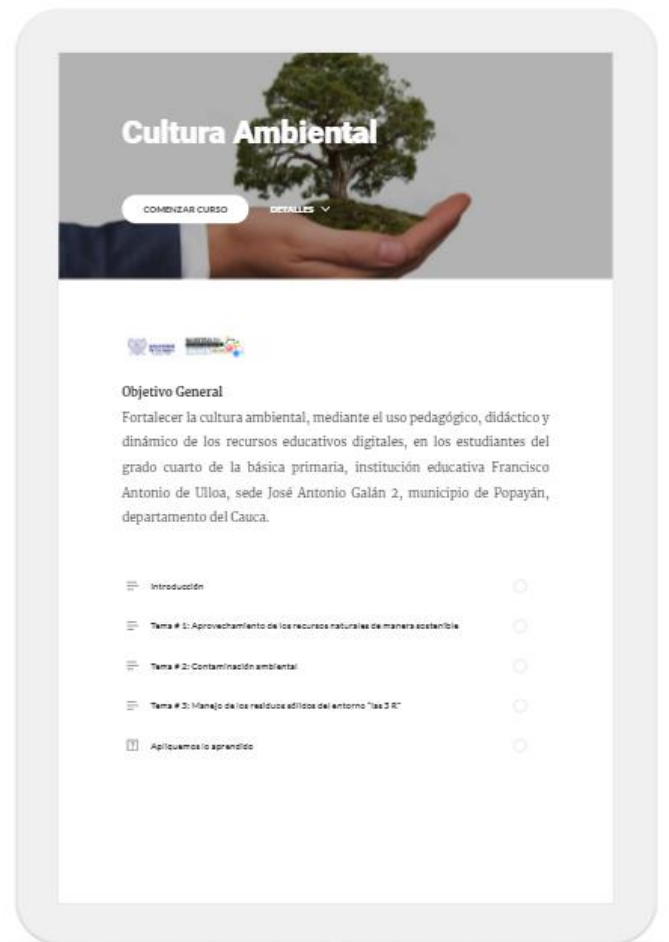 Cultura Ambiental
COMENZAR CURSO
DETALLES
Objetivo General
Fortalecer la cultura ambiental, mediante el uso pedagógico, didáctico y
dinámico de los recursos educativos digitales, en los estudiantes del
grado cuarto de la básica primaria, institución educativa Francisco
Antonio de Ulloa, sede José Antonio Galán 2, municipio de Popayán,
departamento del Cauca.
Introducción
Tema # 1: Aprovechamiento de los recursos naturales de manera sostenible
Tema # 2: Contaminación ambiental
Tema # 3: Manejo de los residuos sólidos del entorno "las 3 R"
Apliquemos lo aprendido